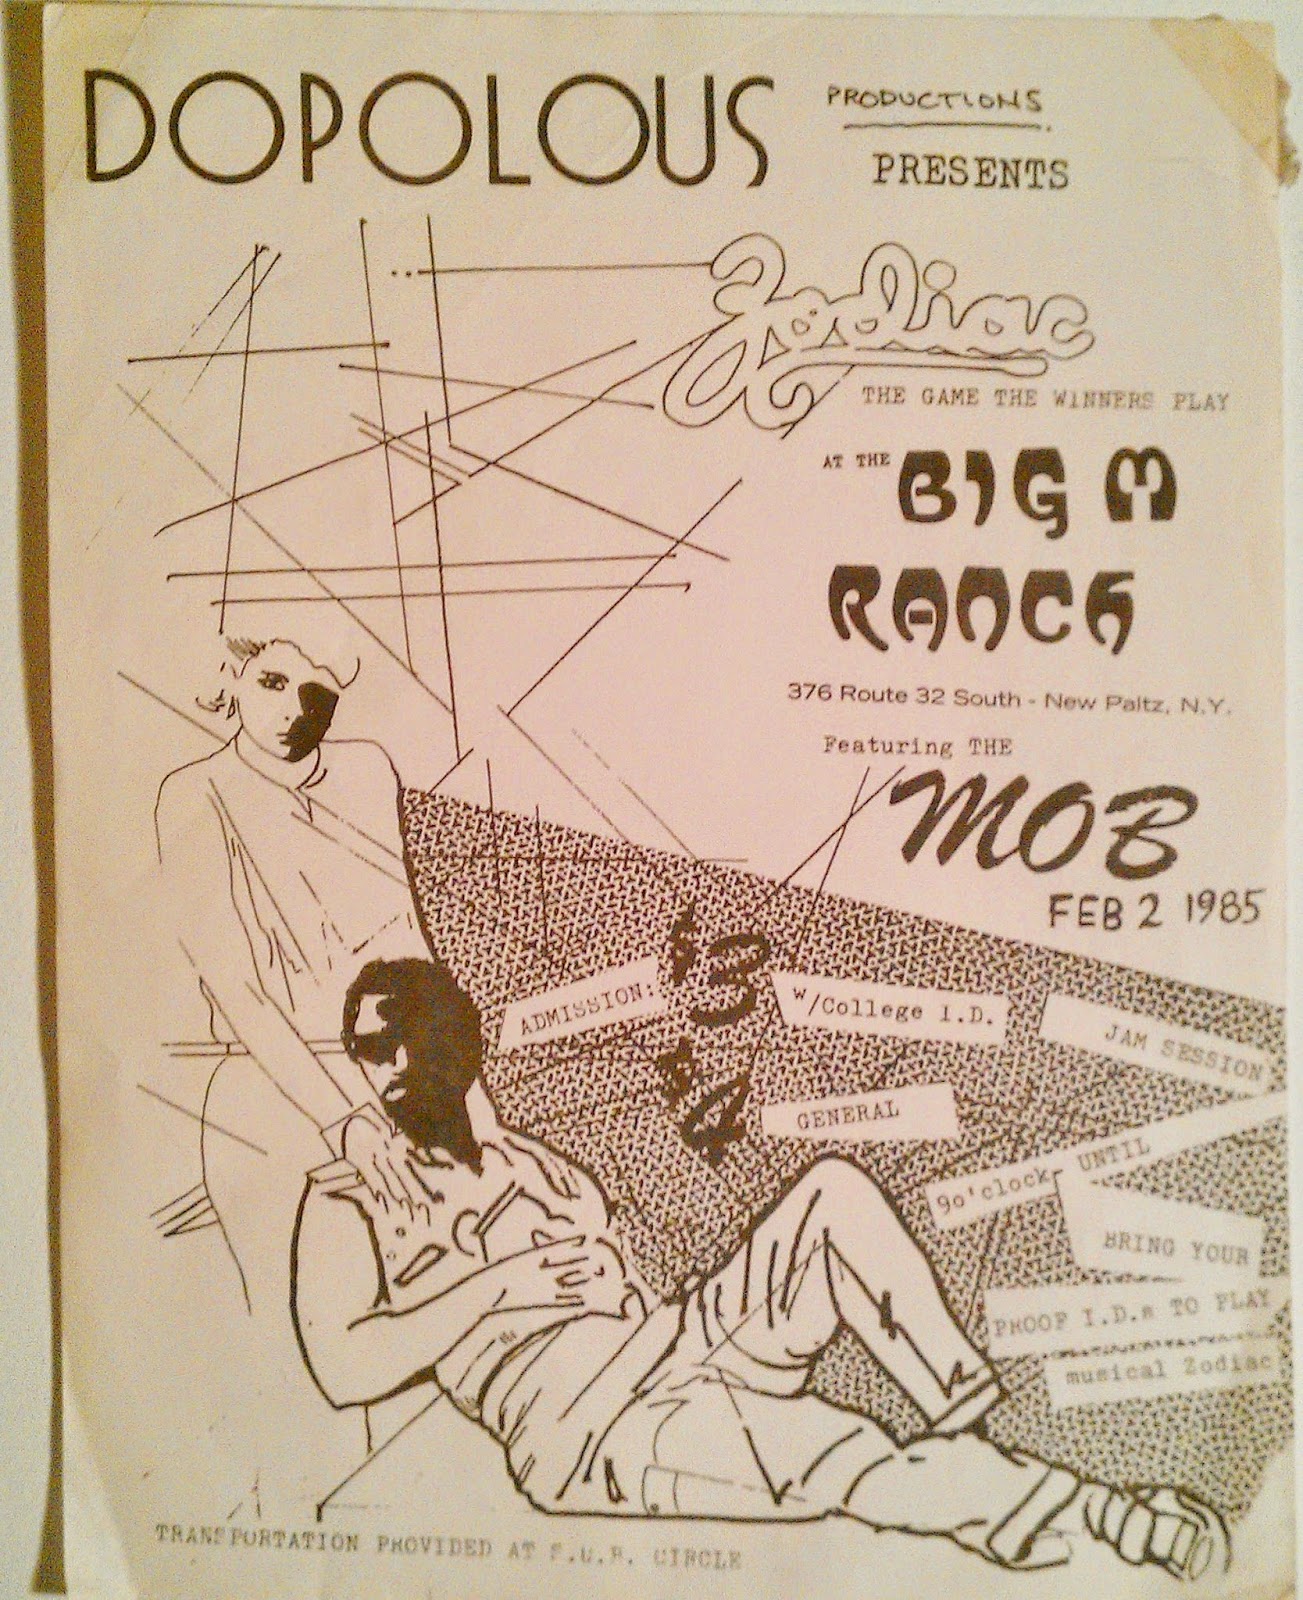 DOPOLOUS
PRODUCTIONS
PRESENTS
Zodiac
THE GAME THE WINNERS PLAY
AT THE BIG M
RANCH
376 Route 32 South - New Paltz, N.Y.
Featuring THE
MOB
FEB 2 1985
ADMISSION: $3 w/College I.D.
$4 GENERAL
JAM SESSION
UNTIL
9o'clock
BRING YOUR
PROOF I.D.s TO PLAY
musical Zodiac
TRANSPORTATION PROVIDED AT S.U.B. CIRCLE